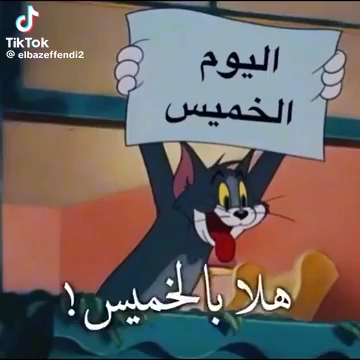 TikTok
@ elbazeffendi2
اليوم
الخميس
هلا بالخميس !